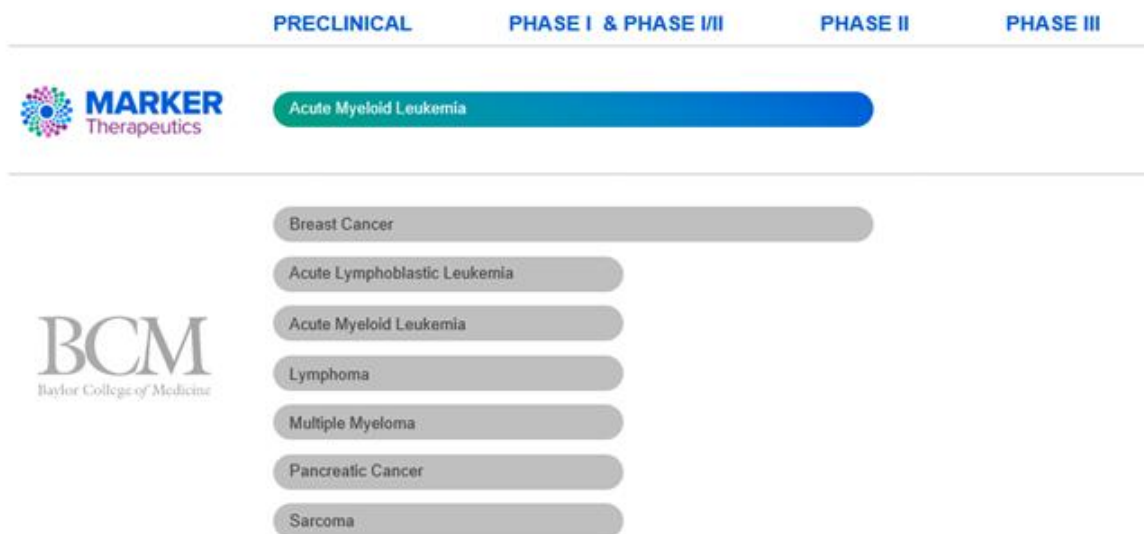 PRECLINICAL PHASE I & PHASE I/II PHASE II PHASE III
MARKER
Therapeutics
Acute Myeloid Leukemia
Breast Cancer
Acute Lymphoblastic Leukemia
Acute Myeloid Leukemia
BCM
Baylor College of Medicine
Lymphoma
Multiple Myeloma
Pancreatic Cancer
Sarcoma